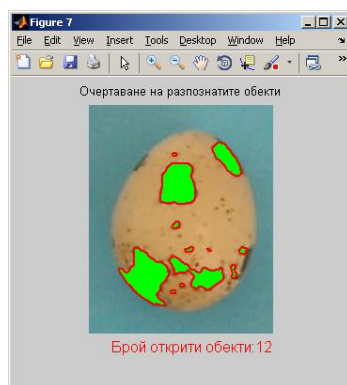 Figure 7
File Edit View Insert Tools Desktop Window Help
Очертаване на разпознатите обекти
Брой открити обекти: 12